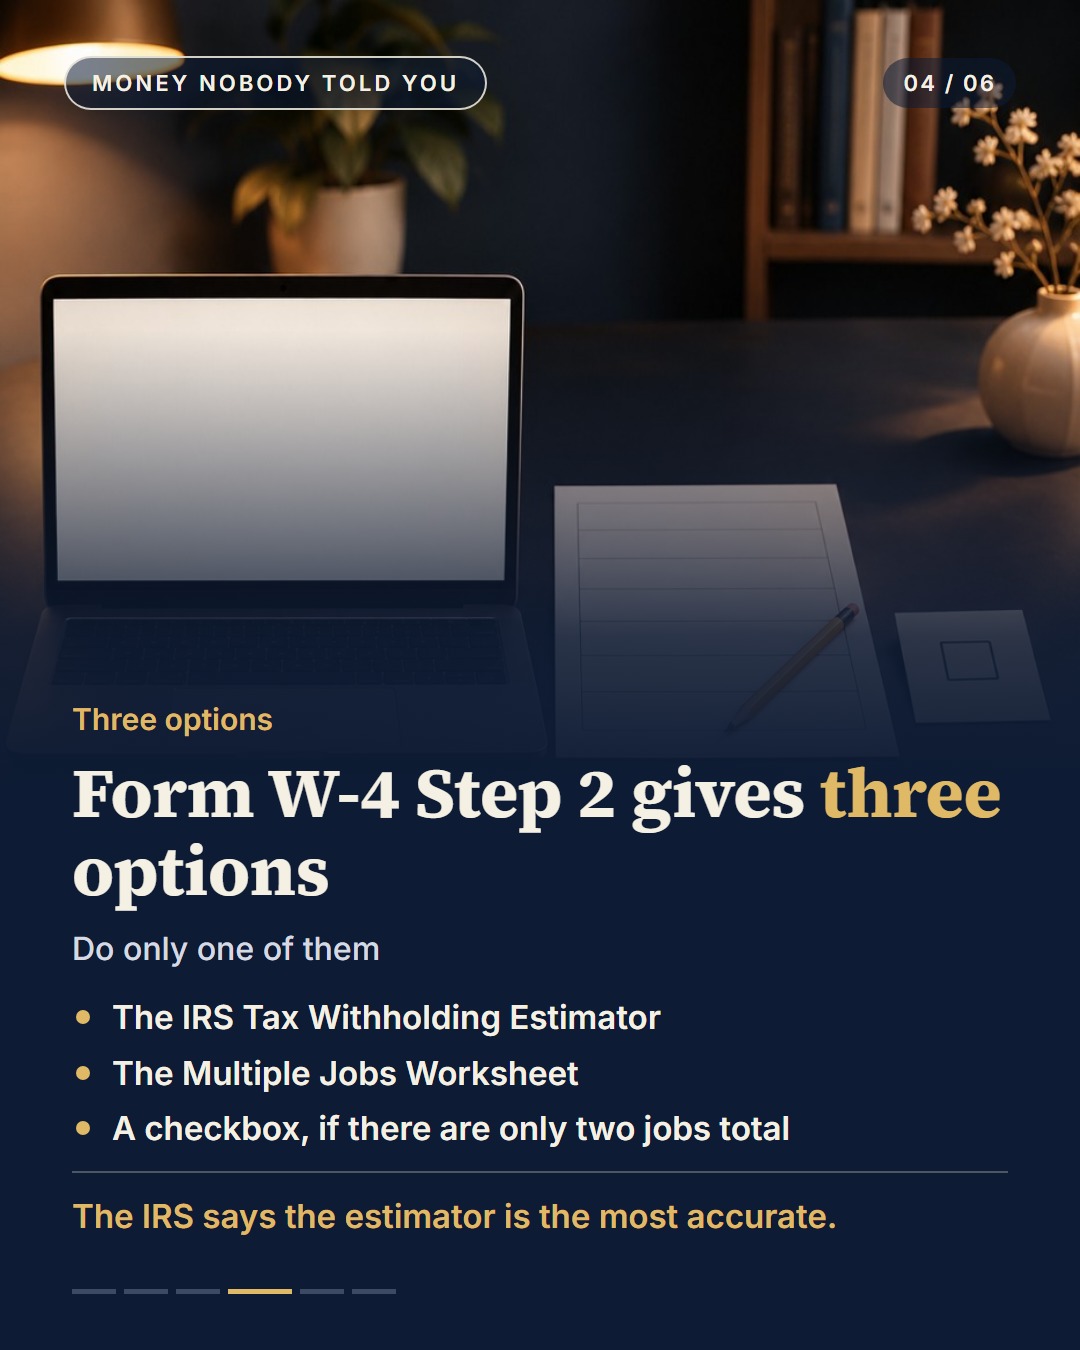 MONEY NOBODY TOLD YOU
04 / 06
Three options
Form W-4 Step 2 gives three
options
Do only one of them
The IRS Tax Withholding Estimator
The Multiple Jobs Worksheet
A checkbox, if there are only two jobs total
The IRS says the estimator is the most accurate.